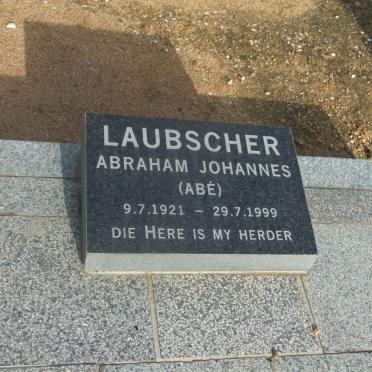 LAUBSCHER
ABRAHAM JOHANNES
(ABÉ)
9.7.1921 – 29.7.1999
DIE HERE IS MY HERDER